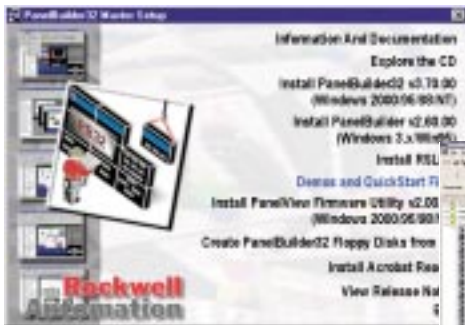 PanelBuilder32 Master Setup
Information And Documentation
Explore the CD
Install PanelBuilder32 v3.70.00
(Windows 2000/95/98/NT)
Install PanelBuilder v2.60.00
(Windows 3.x/Win95)
Install RSL
Demos and QuickStart Fi
Install PanelView Firmware Utility v2.00
(Windows 2000/95/98/
Create PanelBuilder32 Floppy Disks from
Install Acrobat Rea
View Release Not
Rockwell
Automation